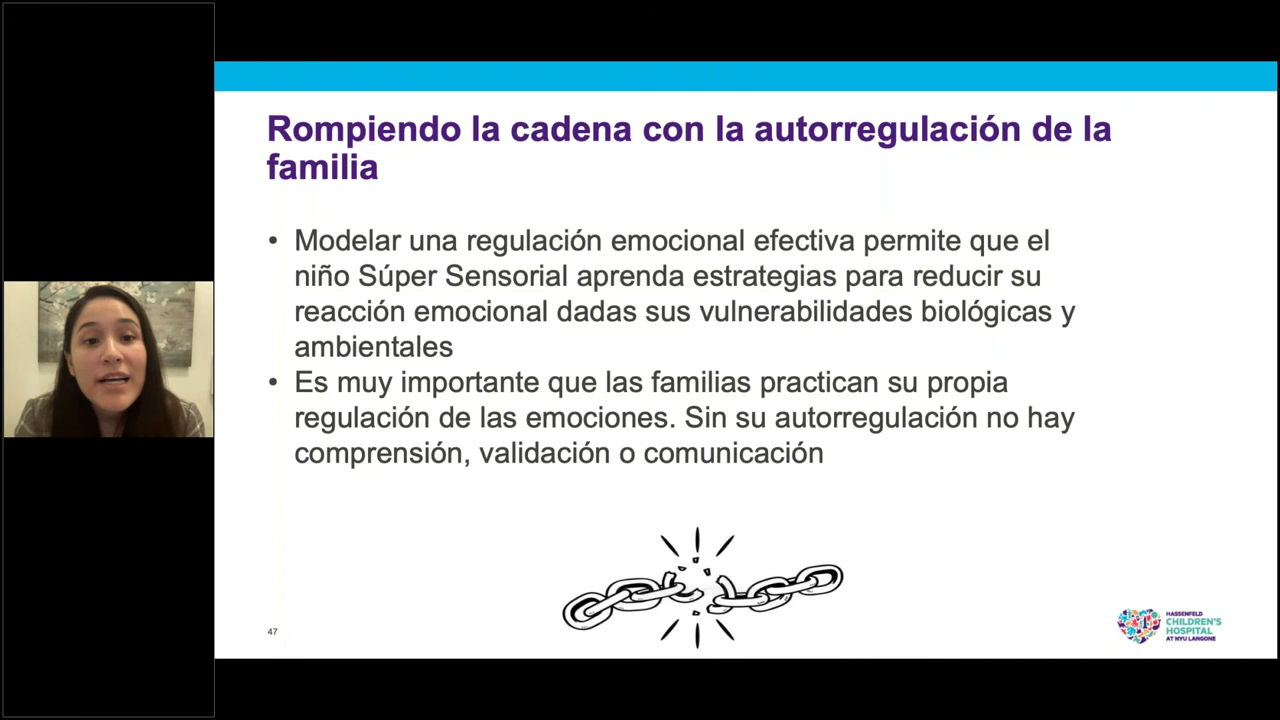 Rompiendo la cadena con la autorregulación de la
familia
• Modelar una regulación emocional efectiva permite que el
niño Súper Sensorial aprenda estrategias para reducir su
reacción emocional dadas sus vulnerabilidades biológicas y
ambientales
• Es muy importante que las familias practican su propia
regulación de las emociones. Sin su autorregulación no hay
comprensión, validación o comunicación
47
HASSENFELD
CHILDREN'S
HOSPITAL
AT NYU LANGONE